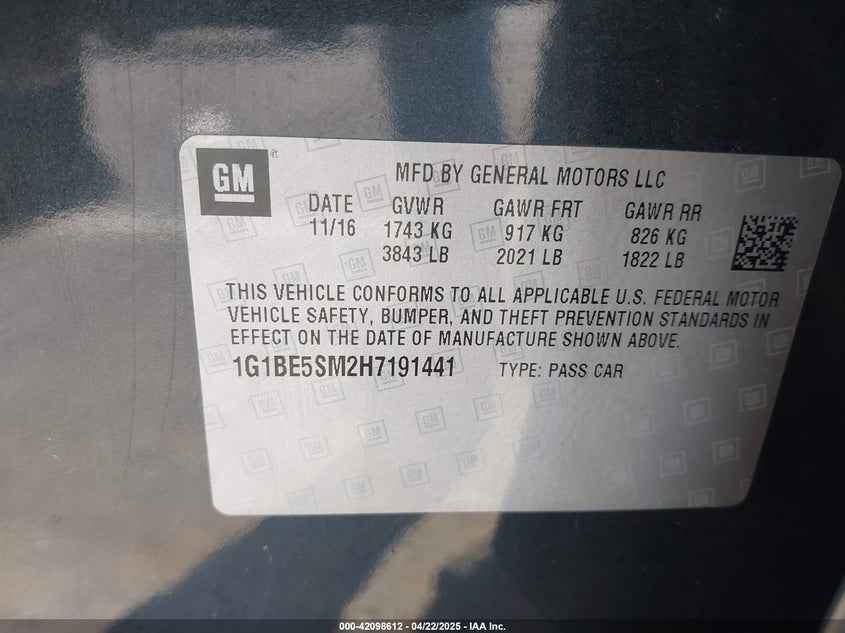 GM
MFD BY GENERAL MOTORS LLC
DATE GVWR GAWR FRT GAWR RR
11/16 1743 KG 917 KG 826 KG
3843 LB 2021 LB 1822 LB
THIS VEHICLE CONFORMS TO ALL APPLICABLE U.S. FEDERAL MOTOR
VEHICLE SAFETY, BUMPER, AND THEFT PREVENTION STANDARDS IN
EFFECT ON THE DATE OF MANUFACTURE SHOWN ABOVE.
1G1BE5SM2H7191441 TYPE: PASS CAR
000-42098612 - 04/22/2025 - IAA Inc.